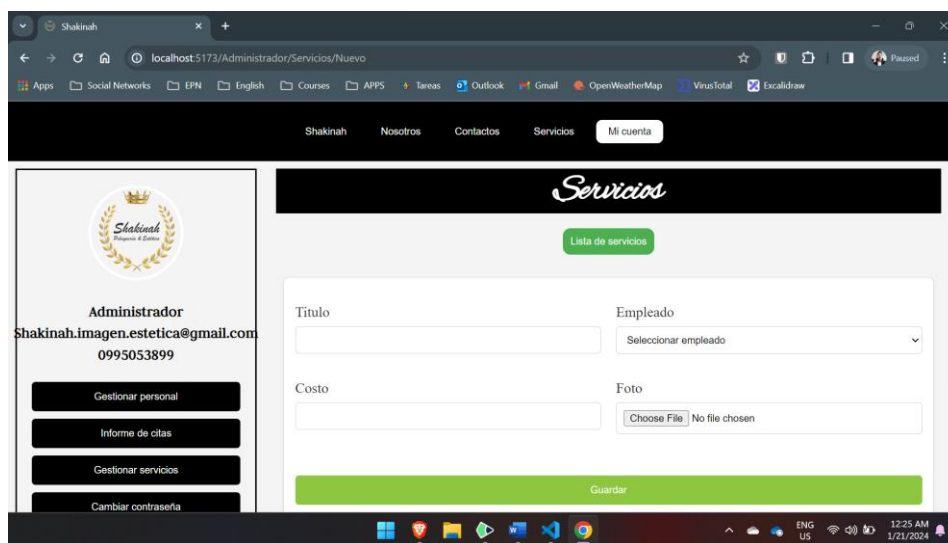 Shakinah
localhost:5173/Administrador/Servicios/Nuevo
Paused
Apps Social Networks EPN English Courses APPS Tareas Outlook Gmail OpenWeatherMap VirusTotal Excalidraw
Shakinah Nosotros Contactos Servicios Mi cuenta
Shakinah
Administrador
Shakinah.imagen.estetica@gmail.com
0995053899
Gestionar personal
Informe de citas
Gestionar servicios
Cambiar contraseña
Servicios
Lista de servicios
Titulo
Empleado
Seleccionar empleado
Costo
Foto
Choose File No file chosen
Guardar
ENG
US
12:25 AM
1/21/2024